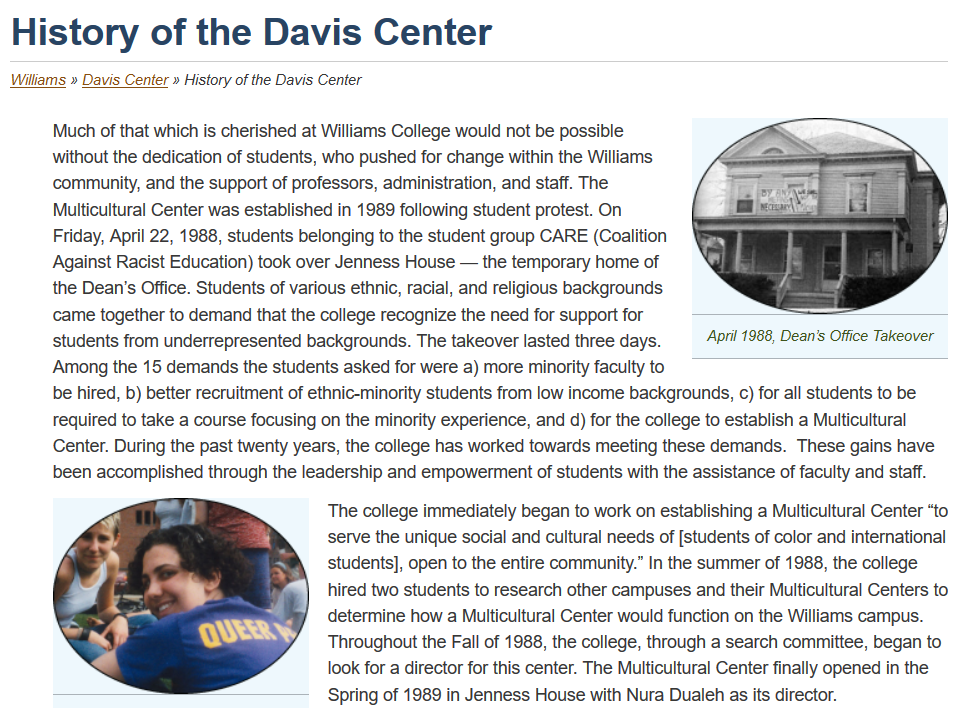 History of the Davis Center
Williams » Davis Center » History of the Davis Center
Much of that which is cherished at Williams College would not be possible
without the dedication of students, who pushed for change within the Williams
community, and the support of professors, administration, and staff. The
Multicultural Center was established in 1989 following student protest. On
Friday, April 22, 1988, students belonging to the student group CARE (Coalition
Against Racist Education) took over Jenness House — the temporary home of
the Dean’s Office. Students of various ethnic, racial, and religious backgrounds
came together to demand that the college recognize the need for support for
students from underrepresented backgrounds. The takeover lasted three days.
Among the 15 demands the students asked for were a) more minority faculty to
be hired, b) better recruitment of ethnic-minority students from low income backgrounds, c) for all students to be
required to take a course focusing on the minority experience, and d) for the college to establish a Multicultural
Center. During the past twenty years, the college has worked towards meeting these demands.  These gains have
been accomplished through the leadership and empowerment of students with the assistance of faculty and staff.
BY ANY
NECESSARY
April 1988, Dean’s Office Takeover
QUEER
The college immediately began to work on establishing a Multicultural Center “to
serve the unique social and cultural needs of [students of color and international
students], open to the entire community.” In the summer of 1988, the college
hired two students to research other campuses and their Multicultural Centers to
determine how a Multicultural Center would function on the Williams campus.
Throughout the Fall of 1988, the college, through a search committee, began to
look for a director for this center. The Multicultural Center finally opened in the
Spring of 1989 in Jenness House with Nura Dualeh as its director.